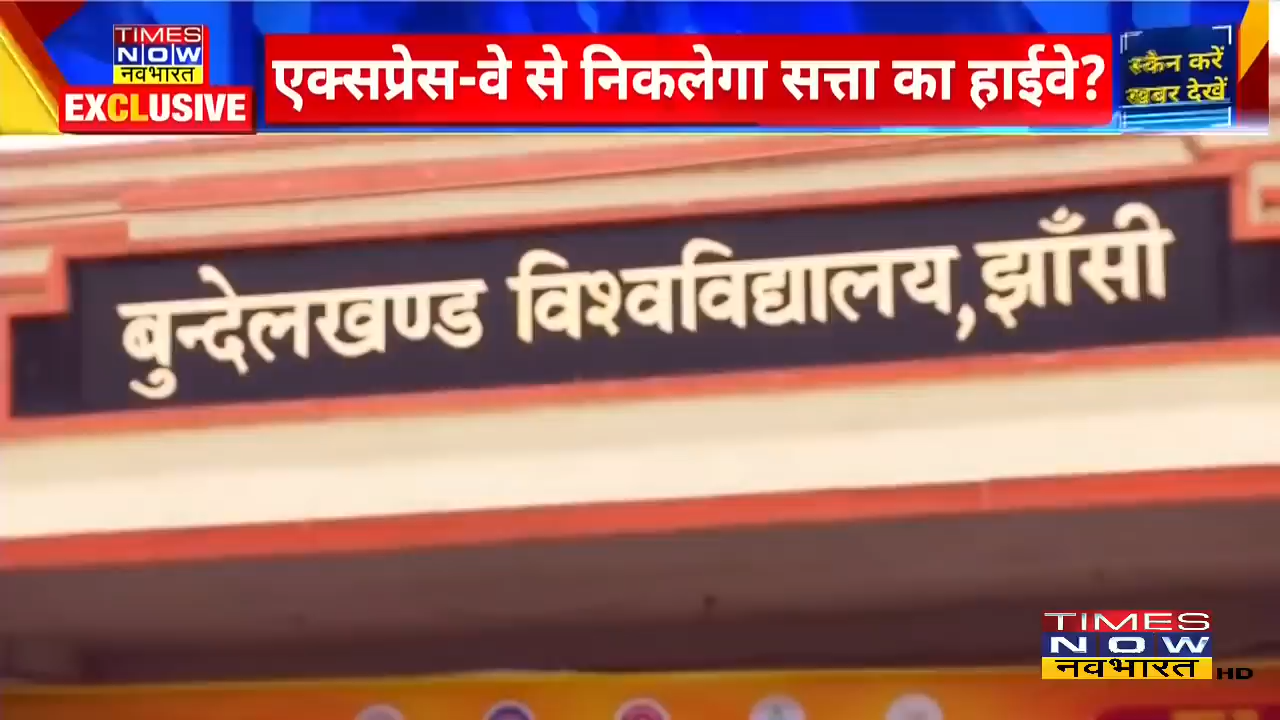 TIMES
NOW
नवभारत
EXCLUSIVE
एक्सप्रेस-वे से निकलेगा सत्ता का हाईवे?
स्कैन करें
खबर देखें
बुन्देलखण्ड विश्वविद्यालय, झाँसी
TIMES
NOW
नवभारत HD